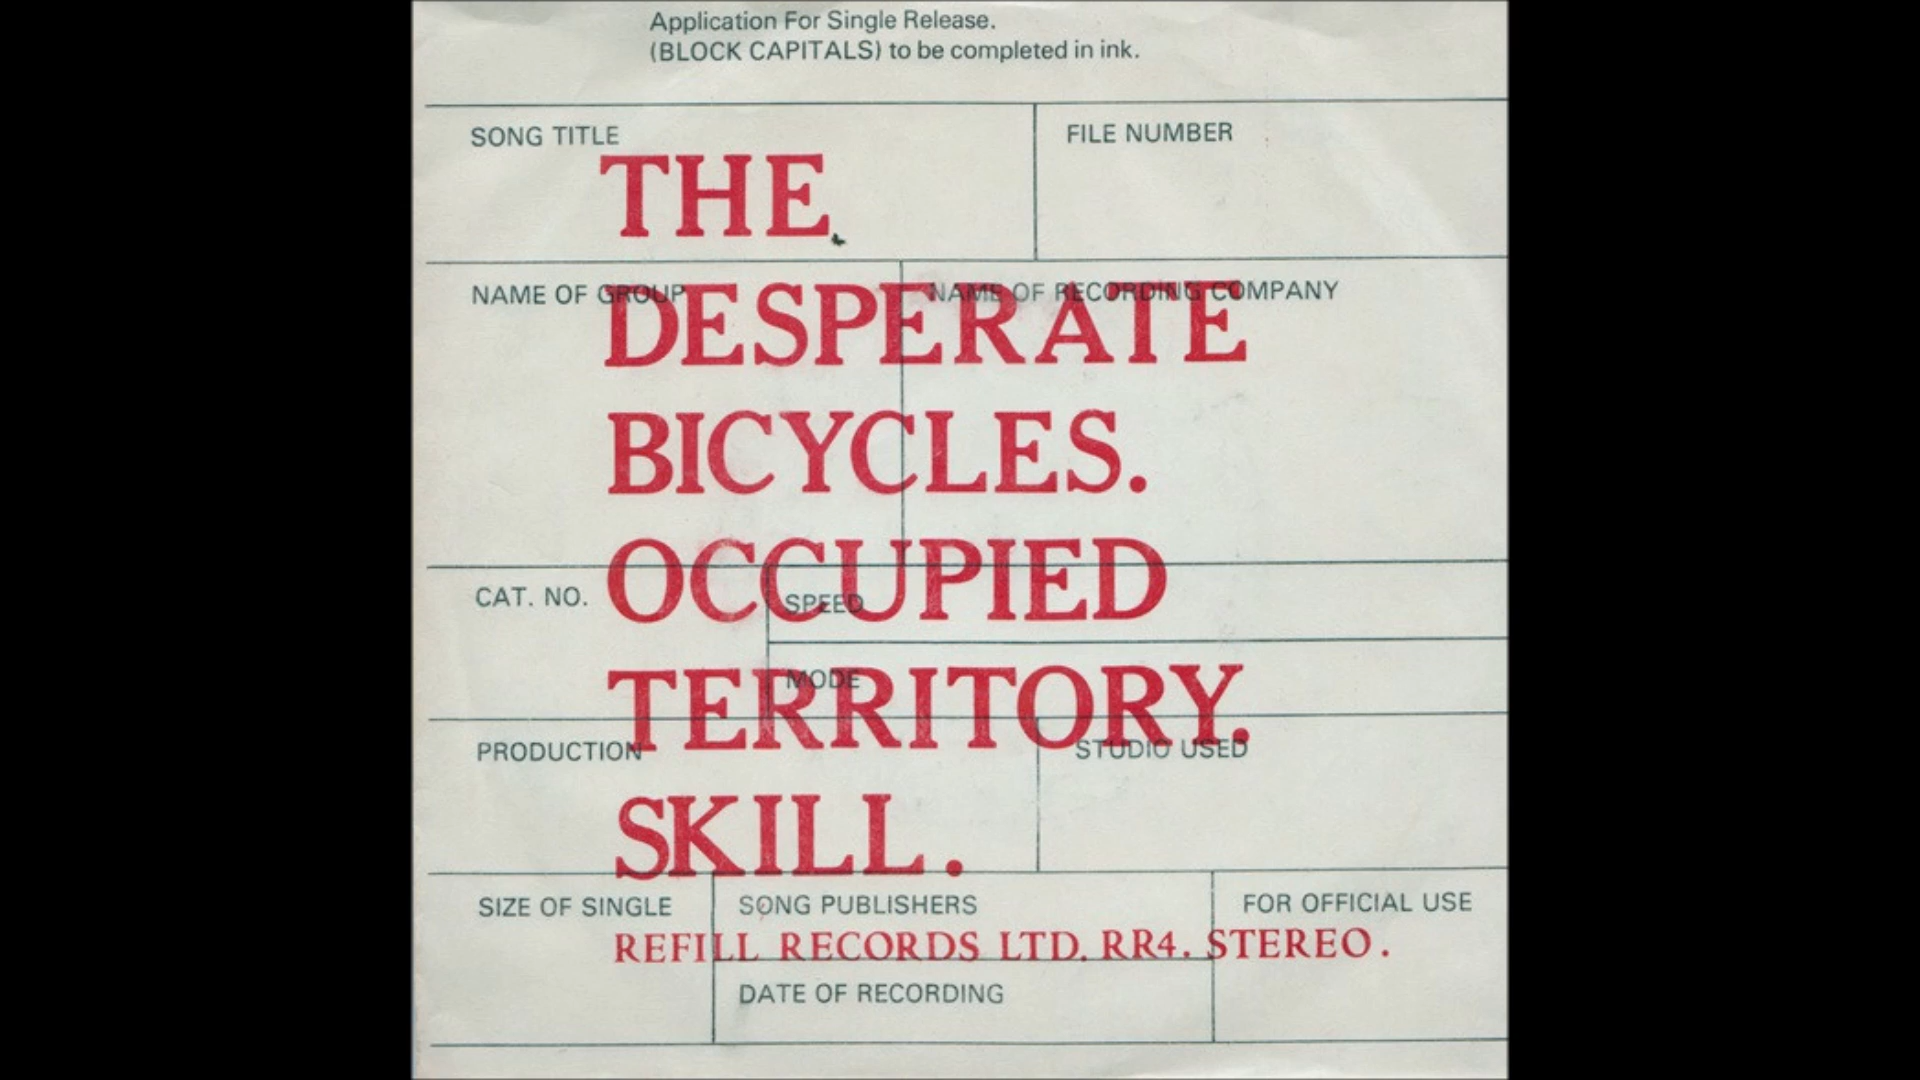 Application For Single Release.
(BLOCK CAPITALS) to be completed in ink.
SONG TITLE
FILE NUMBER
THE
NAME OF GROUP
NAME OF RECORDING COMPANY
DESPERATE
BICYCLES.
OCCUPIED
CAT. NO.
SPEED
MODE
TERRITORY.
PRODUCTION
STUDIO USED
SKILL.
SIZE OF SINGLE
SONG PUBLISHERS
FOR OFFICIAL USE
REFILL RECORDS LTD. RR4. STEREO.
DATE OF RECORDING